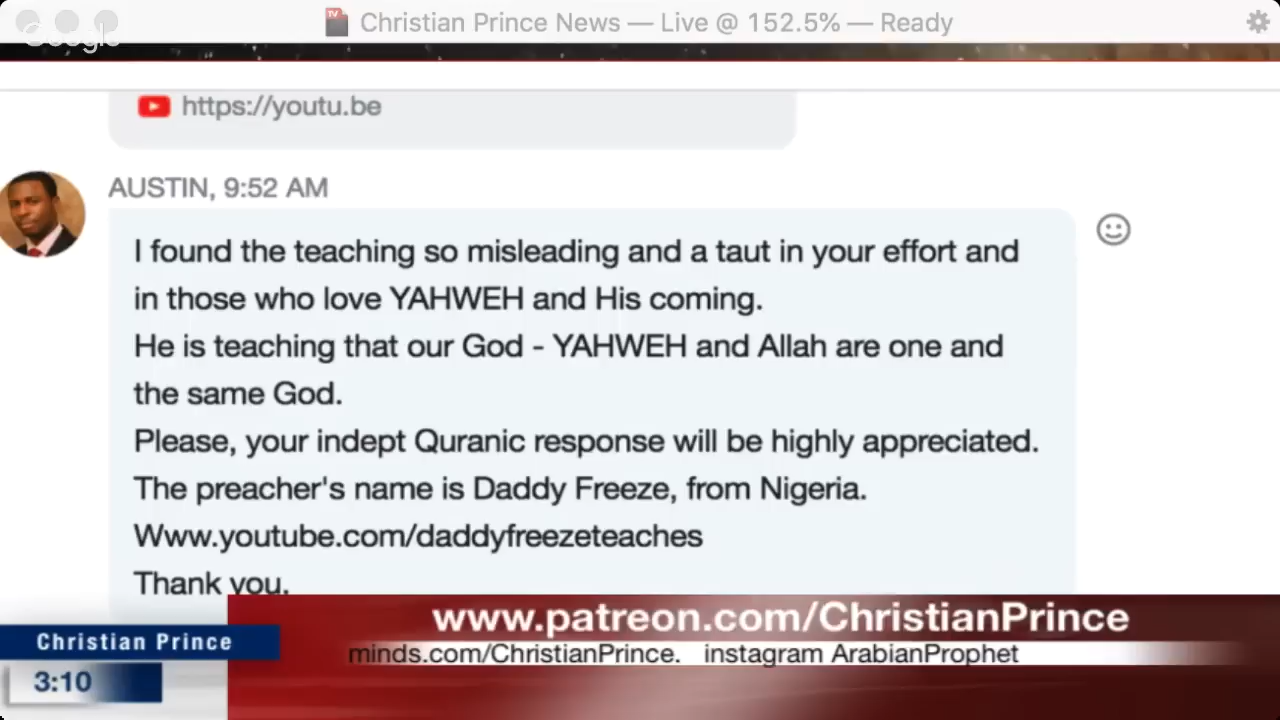 TV Christian Prince News — Live @ 152.5% — Ready
Google
https://youtu.be
AUSTIN, 9:52 AM
I found the teaching so misleading and a taut in your effort and
in those who love YAHWEH and His coming.
He is teaching that our God - YAHWEH and Allah are one and
the same God.
Please, your indept Quranic response will be highly appreciated.
The preacher's name is Daddy Freeze, from Nigeria.
Www.youtube.com/daddyfreezeteaches
Thank you.
www.patreon.com/ChristianPrince
Christian Prince
minds.com/ChristianPrince. instagram ArabianProphet
3:10